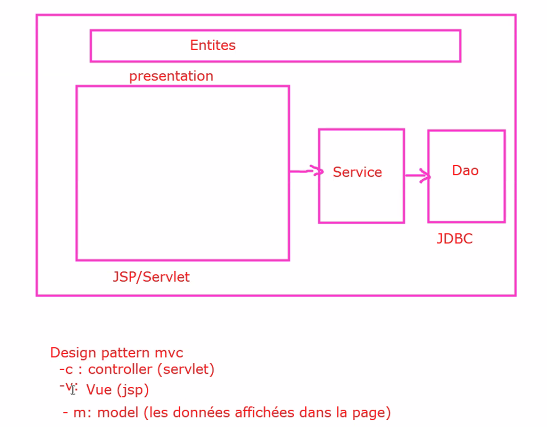 Entites
presentation
Service
Dao
JDBC
JSP/Servlet
Design pattern mvc
-c : controller (servlet)
-v: Vue (jsp)
- m: model (les données affichées dans la page)